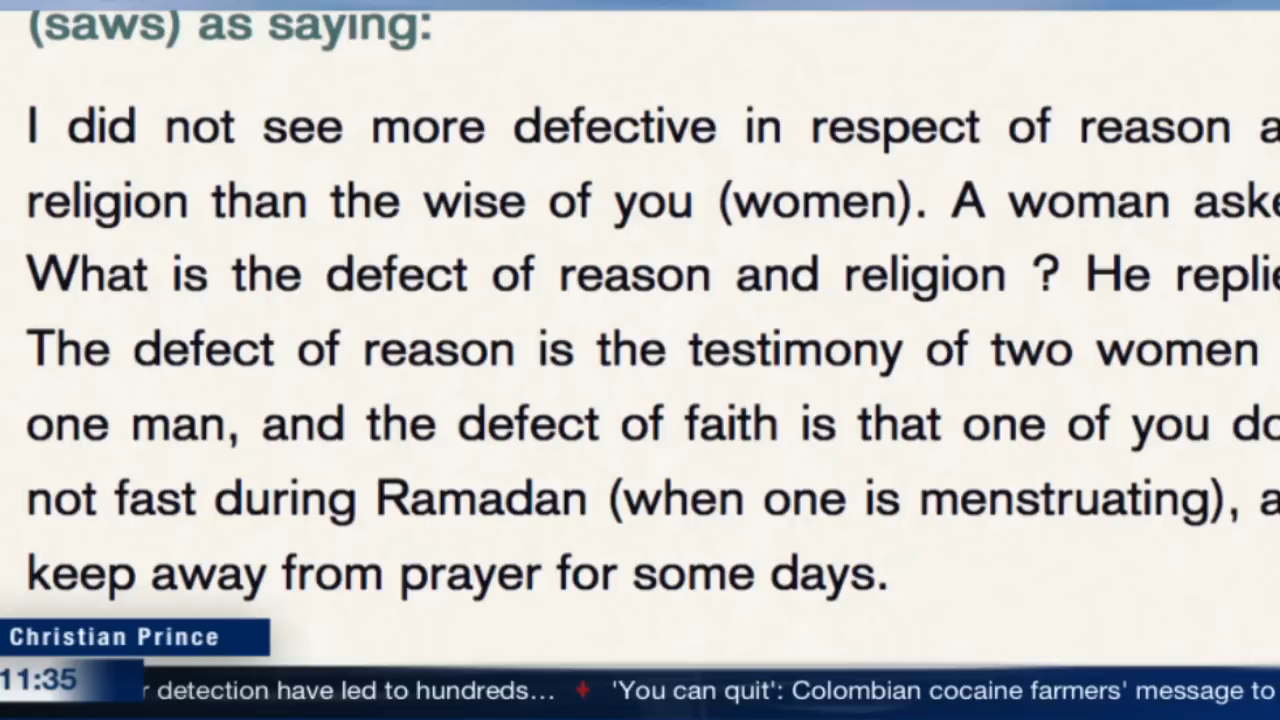 (saws) as saying:
I did not see more defective in respect of reason
religion than the wise of you (women). A woman
What is the defect of reason and religion ? He
The defect of reason is the testimony of two women
one man, and the defect of faith is that one of you
not fast during Ramadan (when one is menstruating),
keep away from prayer for some days.
Christian Prince
11:35
detection have led to hundreds... ♦ 'You can quit': Colombian cocaine farmers' message to